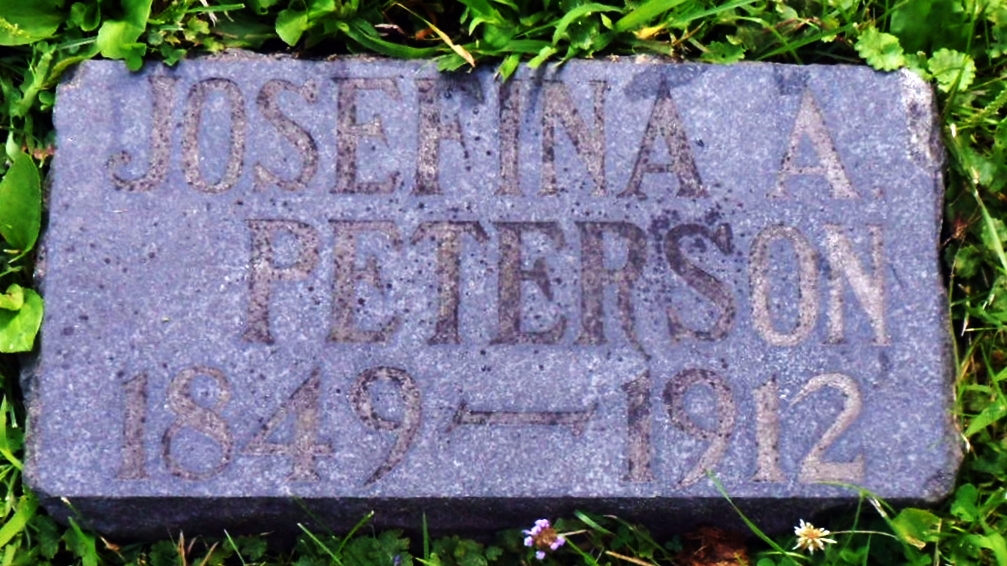 JOSEFINA A.
PETERSON
1849—1912